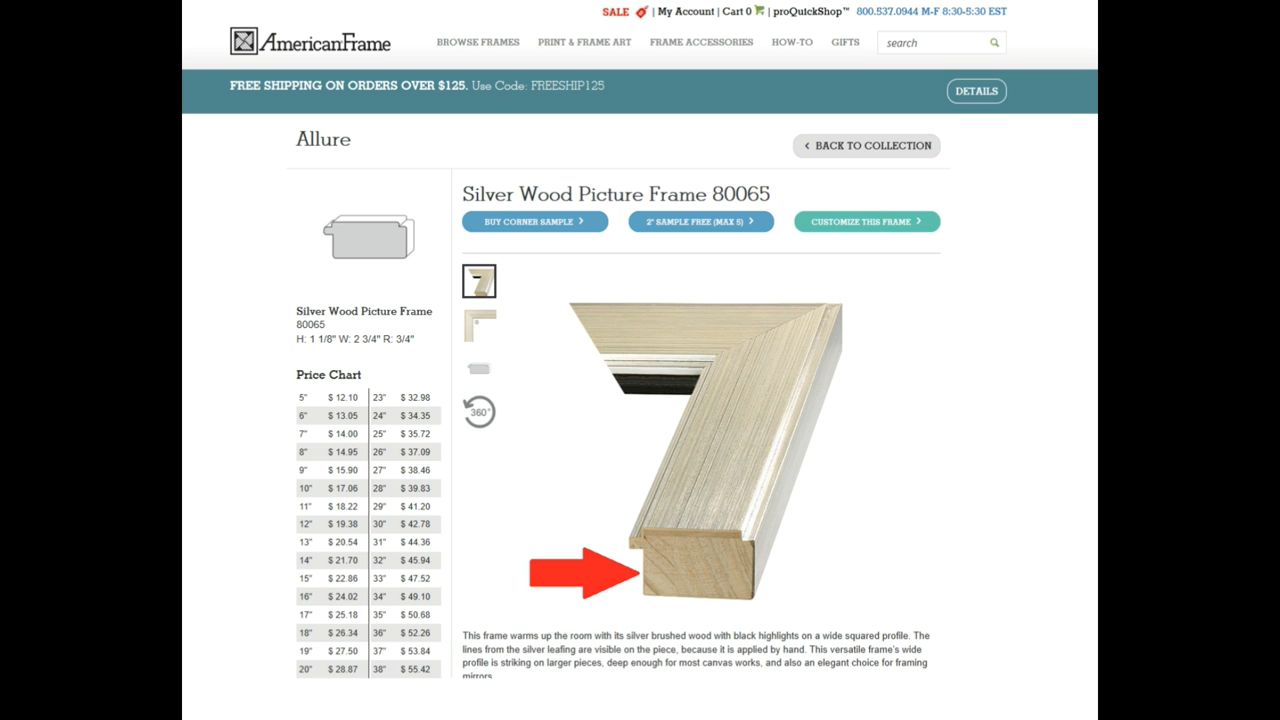 SALE | My Account | Cart 0 | proQuickShop™ 800.537.0944 M-F 8:30-5:30 EST
AmericanFrame BROWSE FRAMES PRINT & FRAME ART FRAME ACCESSORIES HOW-TO GIFTS search
FREE SHIPPING ON ORDERS OVER $125. Use Code: FREESHIP125 DETAILS
Allure
< BACK TO COLLECTION
Silver Wood Picture Frame 80065
BUY CORNER SAMPLE > 2" SAMPLE FREE (MAX 5) > CUSTOMIZE THIS FRAME >
Silver Wood Picture Frame
80065
H: 1 1/8" W: 2 3/4" R: 3/4"
Price Chart
5" $ 12.10 23" $ 32.98
6" $ 13.05 24" $ 34.35
7" $ 14.00 25" $ 35.72
8" $ 14.95 26" $ 37.09
9" $ 15.90 27" $ 38.46
10" $ 17.06 28" $ 39.83
11" $ 18.22 29" $ 41.20
12" $ 19.38 30" $ 42.78
13" $ 20.54 31" $ 44.36
14" $ 21.70 32" $ 45.94
15" $ 22.86 33" $ 47.52
16" $ 24.02 34" $ 49.10
17" $ 25.18 35" $ 50.68
18" $ 26.34 36" $ 52.26
19" $ 27.50 37" $ 53.84
20" $ 28.87 38" $ 55.42
360°
This frame warms up the room with its silver brushed wood with black highlights on a wide squared profile. The
lines from the silver leafing are visible on the piece, because it is applied by hand. This versatile frame's wide
profile is striking on larger pieces, deep enough for most canvas works, and also an elegant choice for framing
mirrors.